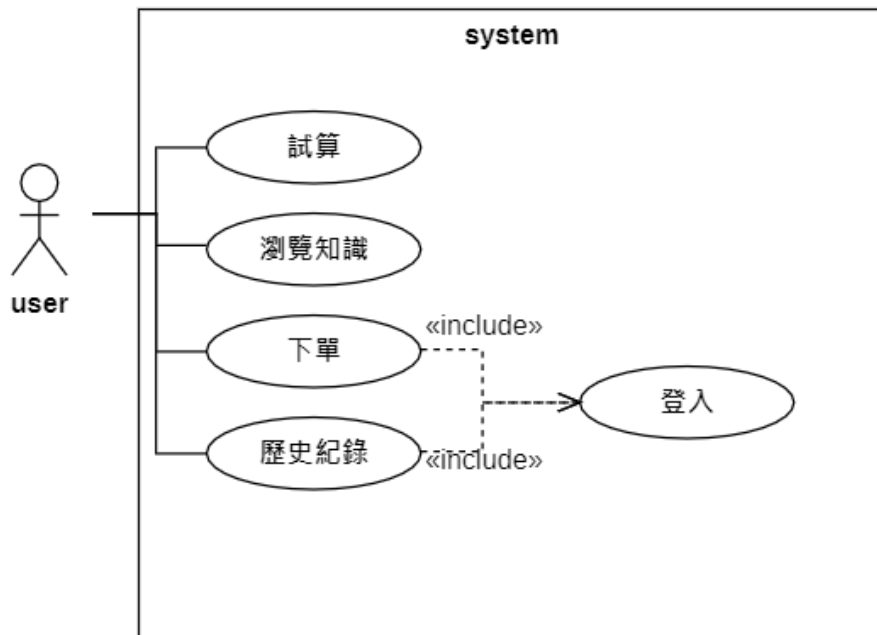 system
試算
瀏覽知識
user
«include»
下單
登入
歷史紀錄
«include»